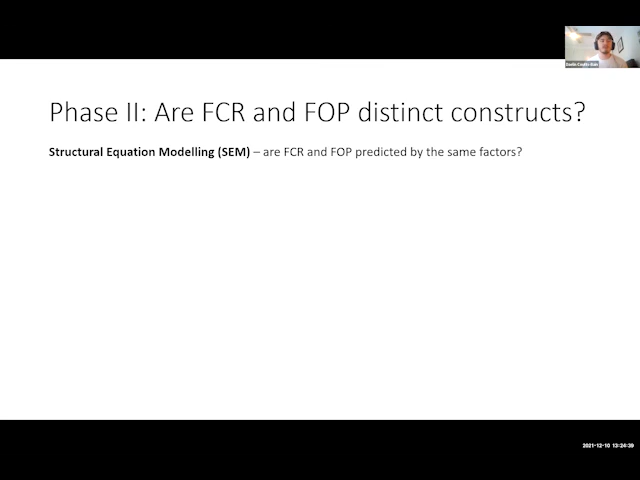 Phase II: Are FCR and FOP distinct constructs?
Structural Equation Modelling (SEM) – are FCR and FOP predicted by the same factors?
2021-12-10 13:24:39